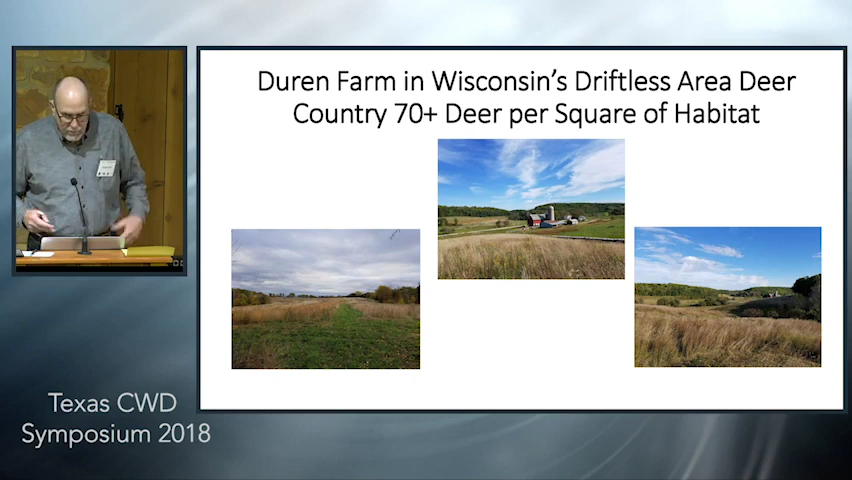 Duren Farm in Wisconsin's Driftless Area Deer
Country 70+ Deer per Square of Habitat
Texas CWD
Symposium 2018